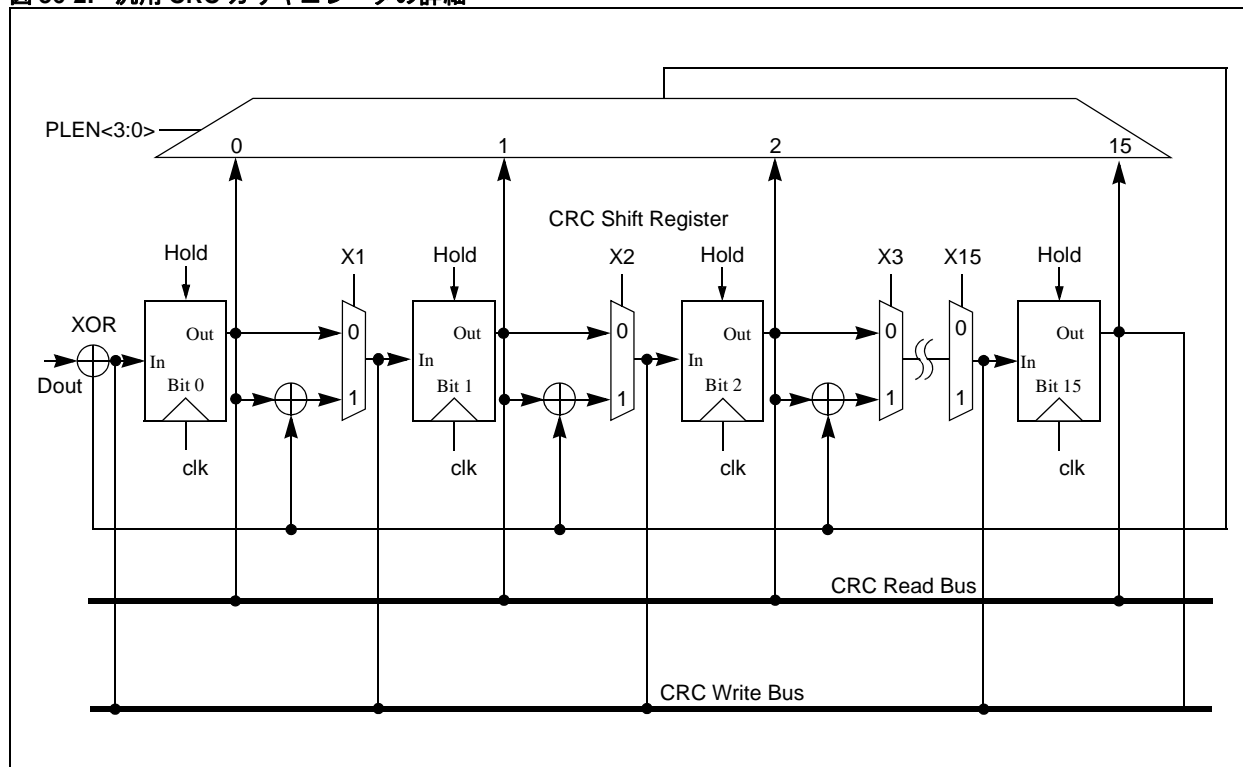 PLEN<3:0>
0 1 2 15
CRC Shift Register
Hold X1 Hold X2 Hold X3 X15 Hold
XOR
Out 0 Out 0 Out 0 0 Out
In In In In
Dout
Bit 0 1 Bit 1 1 Bit 2 1 1 Bit 15
clk clk clk clk
CRC Read Bus
CRC Write Bus